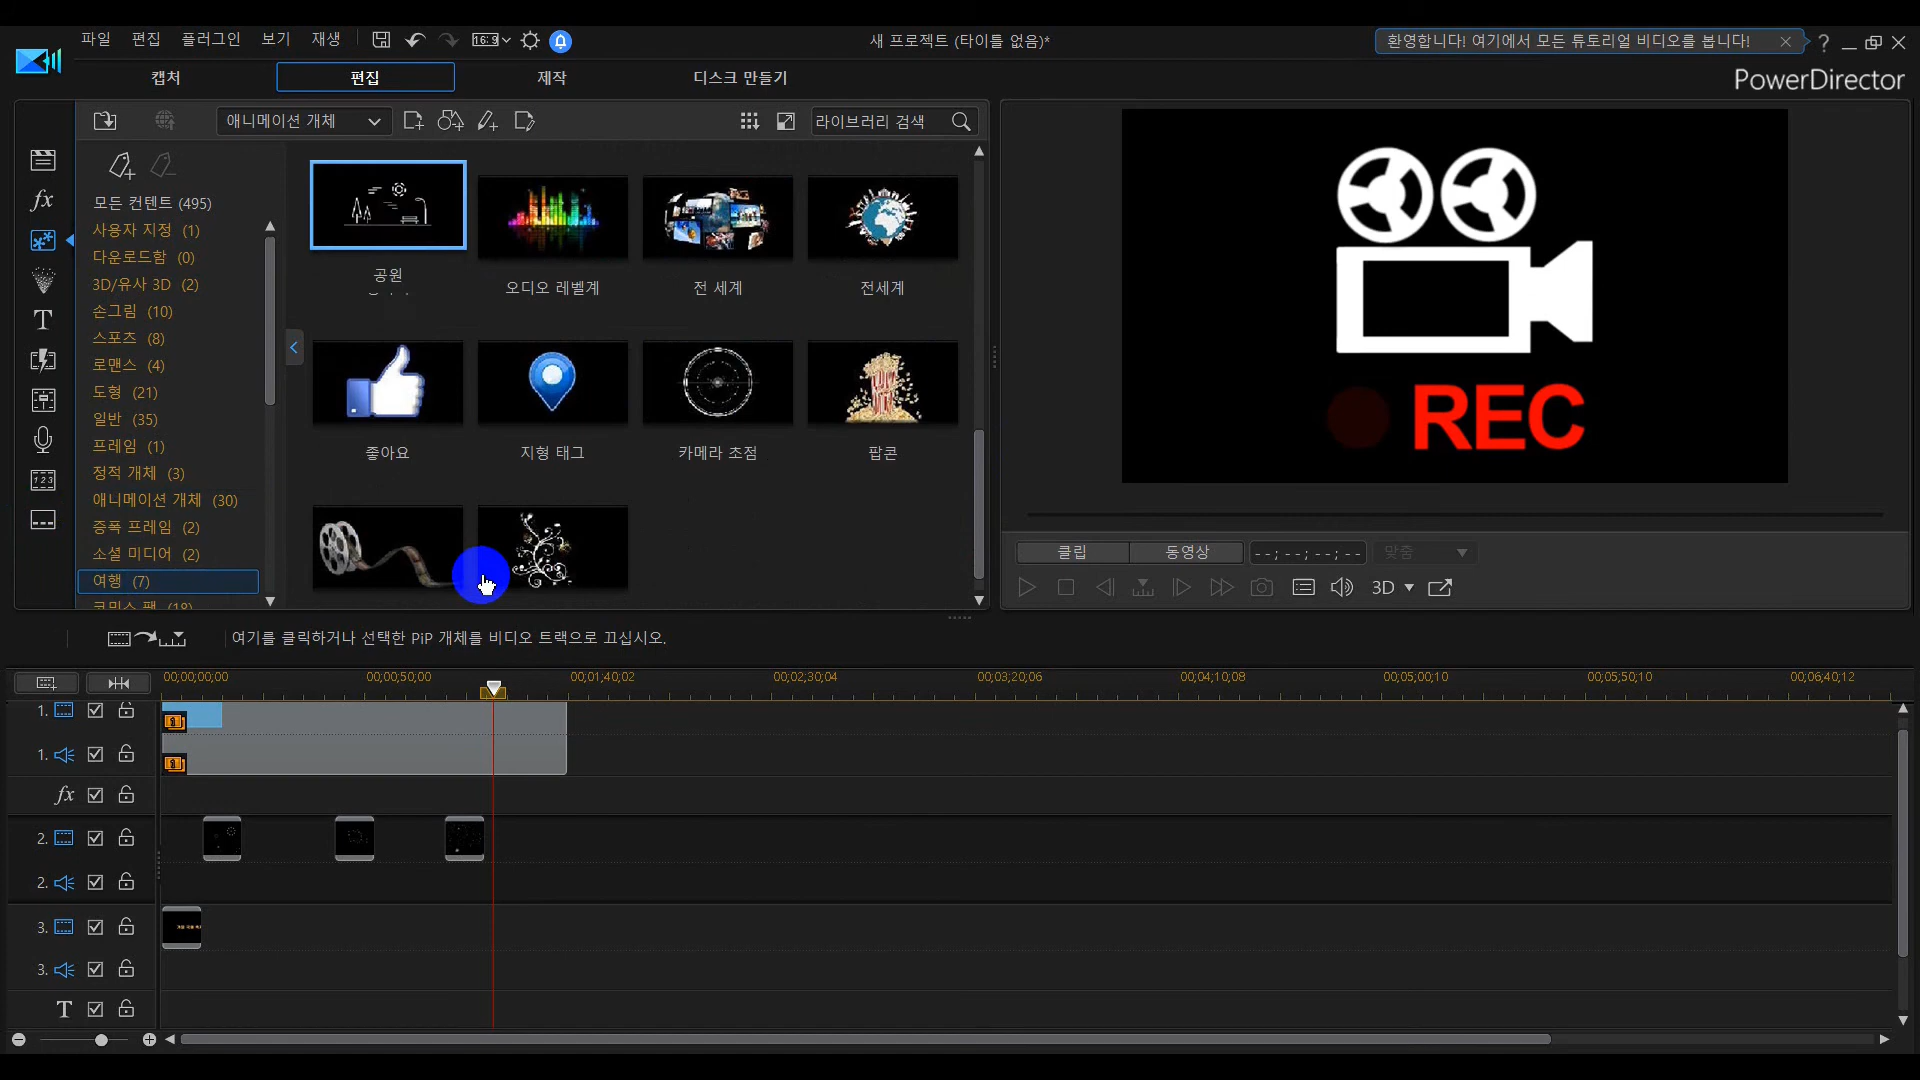 파일 편집 플러그인 보기 재생 16:9
새 프로젝트 (타이틀 없음)*
환영합니다! 여기에서 모든 튜토리얼 비디오를 봅니다! ?
캡처 편집 제작 디스크 만들기
PowerDirector
애니메이션 개체
라이브러리 검색
모든 컨텐트 (495)
사용자 지정 (1)
다운로드함 (0)
3D/유사 3D (2)
손그림 (10)
스포츠 (8)
로맨스 (4)
도형 (21)
일반 (35)
프레임 (1)
정적 개체 (3)
애니메이션 개체 (30)
증폭 프레임 (2)
소셜 미디어 (2)
여행 (7)
fx
T
공원
오디오 레벨계
전 세계
전세계
좋아요
지형 태그
카메라 초점
팝콘
REC
클립 동영상 --;--;--;-- 맞춤
3D
여기를 클릭하거나 선택한 PiP 개체를 비디오 트랙으로 끄십시오.
00;00;00;00 00;00;50;00 00;01;40;02 00;02;30;04 00;03;20;06 00;04;10;08 00;05;00;10 00;05;50;10 00;06;40;12
1.
1.
fx
2.
2.
3.
3.
T